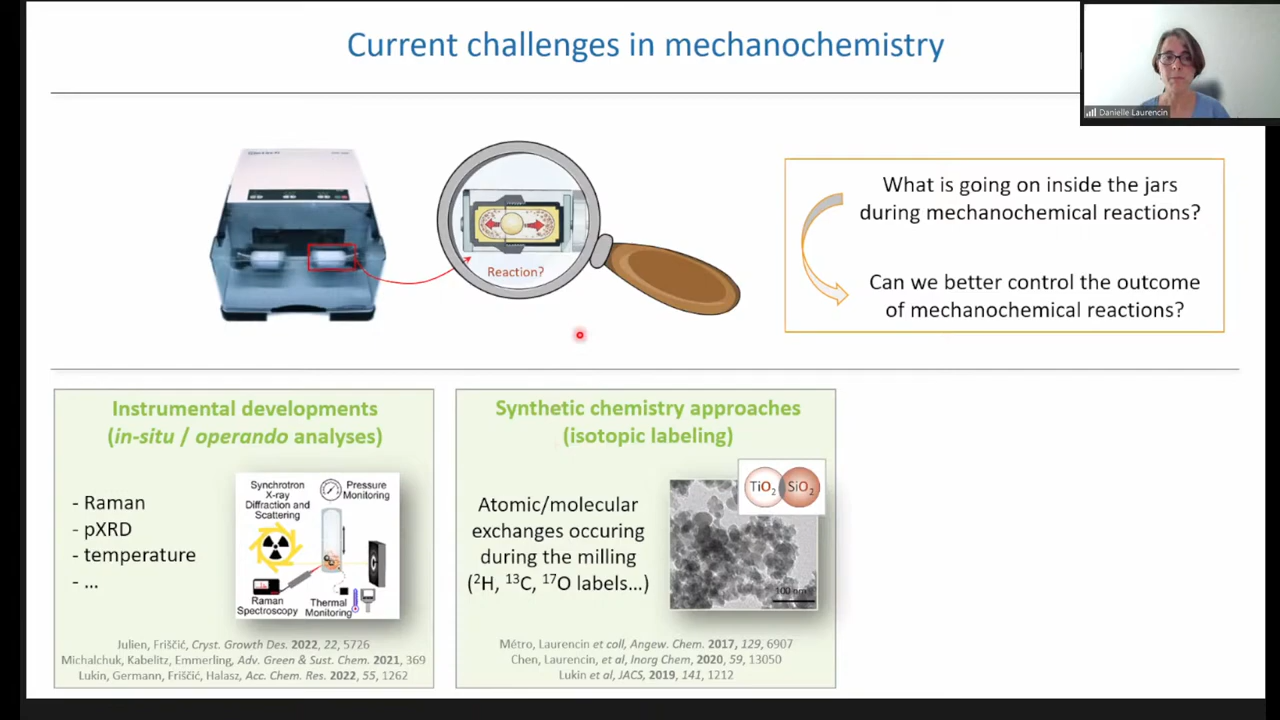 Current challenges in mechanochemistry
Danielle Laurencin
What is going on inside the jars
during mechanochemical reactions?
Can we better control the outcome
of mechanochemical reactions?
Reaction?
Instrumental developments
(in-situ / operando analyses)
- Raman
- pXRD
- temperature
- ...
Synchrotron
X-ray
Diffraction and
Scattering
Pressure
Monitoring
Raman
Spectroscopy
Thermal
Monitoring
Julien, Friščić, Cryst. Growth Des. 2022, 22, 5726
Michalchuk, Kabelitz, Emmerling, Adv. Green & Sust. Chem. 2021, 369
Lukin, Germann, Friščić, Halasz, Acc. Chem. Res. 2022, 55, 1262
Synthetic chemistry approaches
(isotopic labeling)
Atomic/molecular
exchanges occuring
during the milling
(²H, ¹³C, ¹⁷O labels...)
TiO₂ SiO₂
100 nm
Métro, Laurencin et coll, Angew. Chem. 2017, 129, 6907
Chen, Laurencin, et al, Inorg Chem, 2020, 59, 13050
Lukin et al, JACS, 2019, 141, 1212